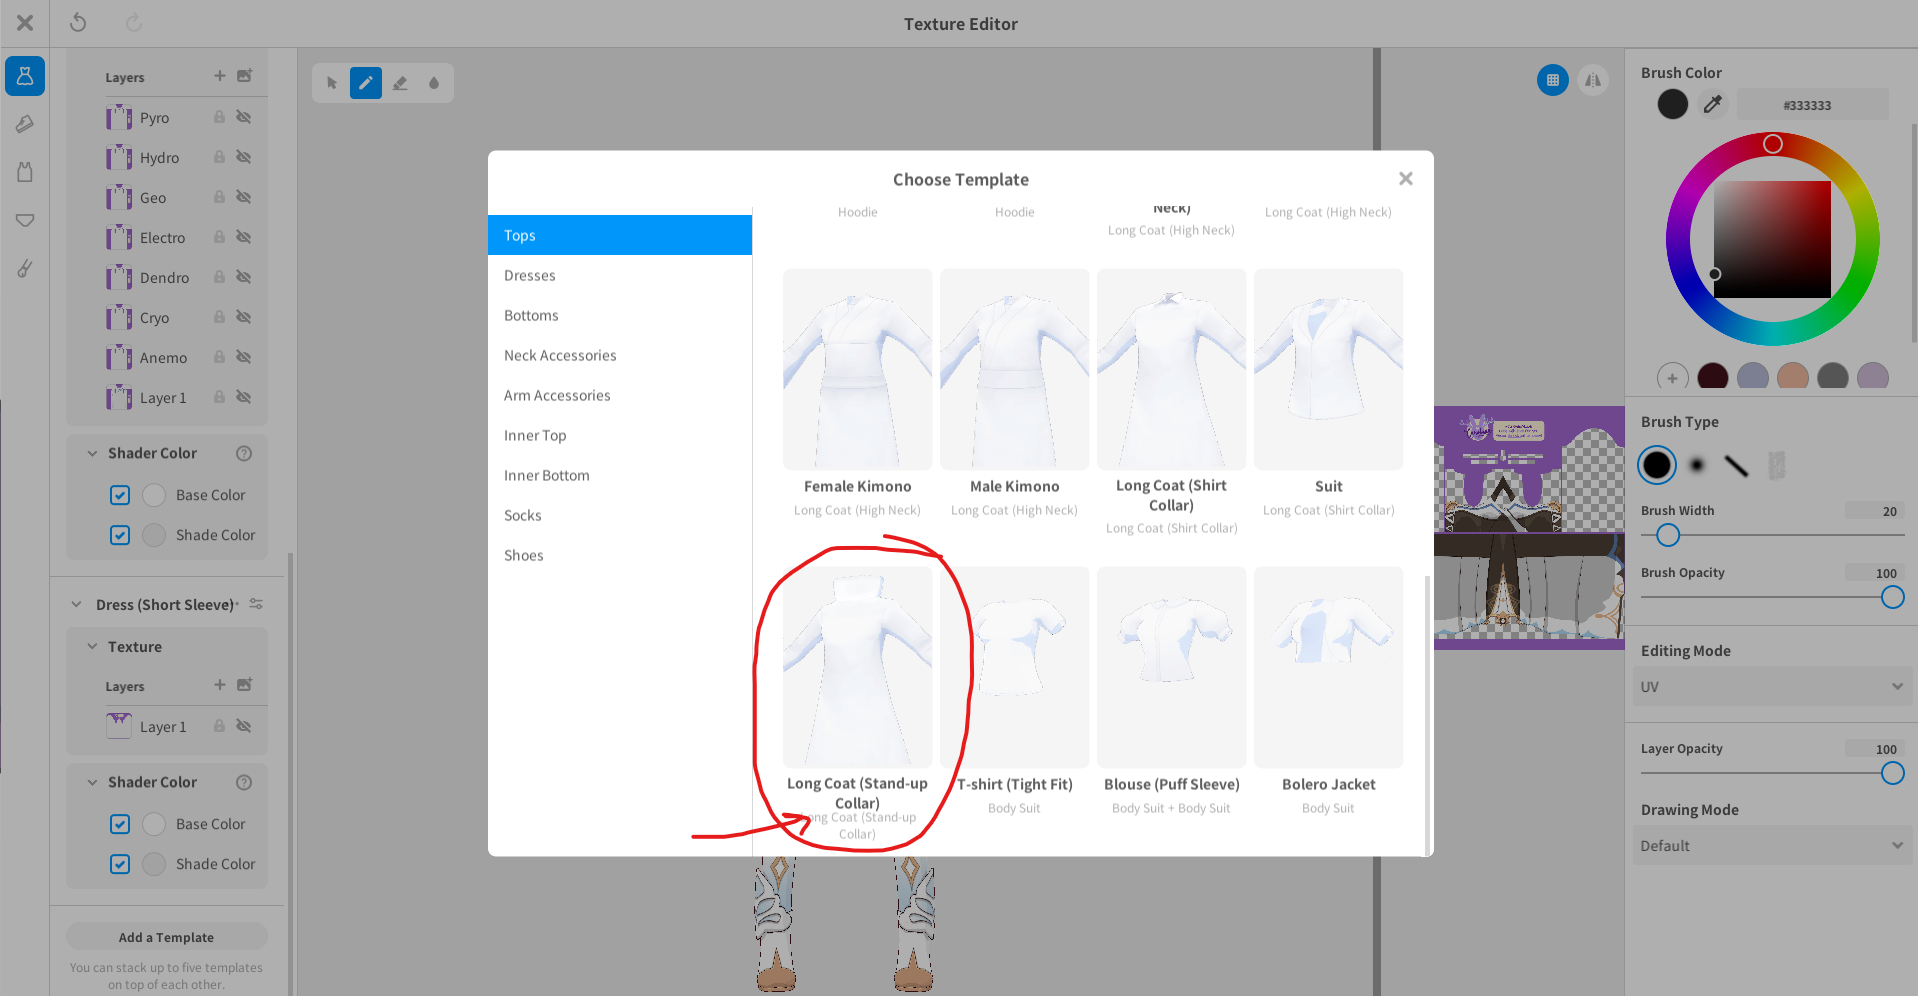 Texture Editor
Layers
Pyro
Hydro
Geo
Electro
Dendro
Cryo
Anemo
Layer 1
Shader Color
Base Color
Shade Color
Dress (Short Sleeve)
Texture
Layers
Layer 1
Shader Color
Base Color
Shade Color
Add a Template
You can stack up to five templates
on top of each other.
Choose Template
Tops
Dresses
Bottoms
Neck Accessories
Arm Accessories
Inner Top
Inner Bottom
Socks
Shoes
Hoodie
Hoodie
Neck)
Long Coat (High Neck)
Long Coat (High Neck)
Female Kimono
Long Coat (High Neck)
Male Kimono
Long Coat (High Neck)
Long Coat (Shirt
Collar)
Long Coat (Shirt Collar)
Suit
Long Coat (Shirt Collar)
Long Coat (Stand-up
Collar)
Long Coat (Stand-up
Collar)
T-shirt (Tight Fit)
Body Suit
Blouse (Puff Sleeve)
Body Suit + Body Suit
Bolero Jacket
Body Suit
Brush Color
#333333
Brush Type
Brush Width
20
Brush Opacity
100
Editing Mode
UV
Layer Opacity
100
Drawing Mode
Default